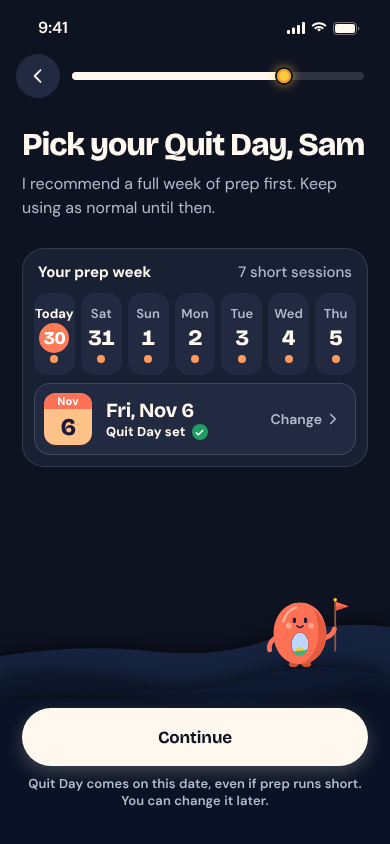 9:41
Pick your Quit Day, Sam
I recommend a full week of prep first. Keep
using as normal until then.
Your prep week 7 short sessions
Today Sat Sun Mon Tue Wed Thu
30 31 1 2 3 4 5
Nov
6
Fri, Nov 6
Quit Day set
Change
Continue
Quit Day comes on this date, even if prep runs short.
You can change it later.